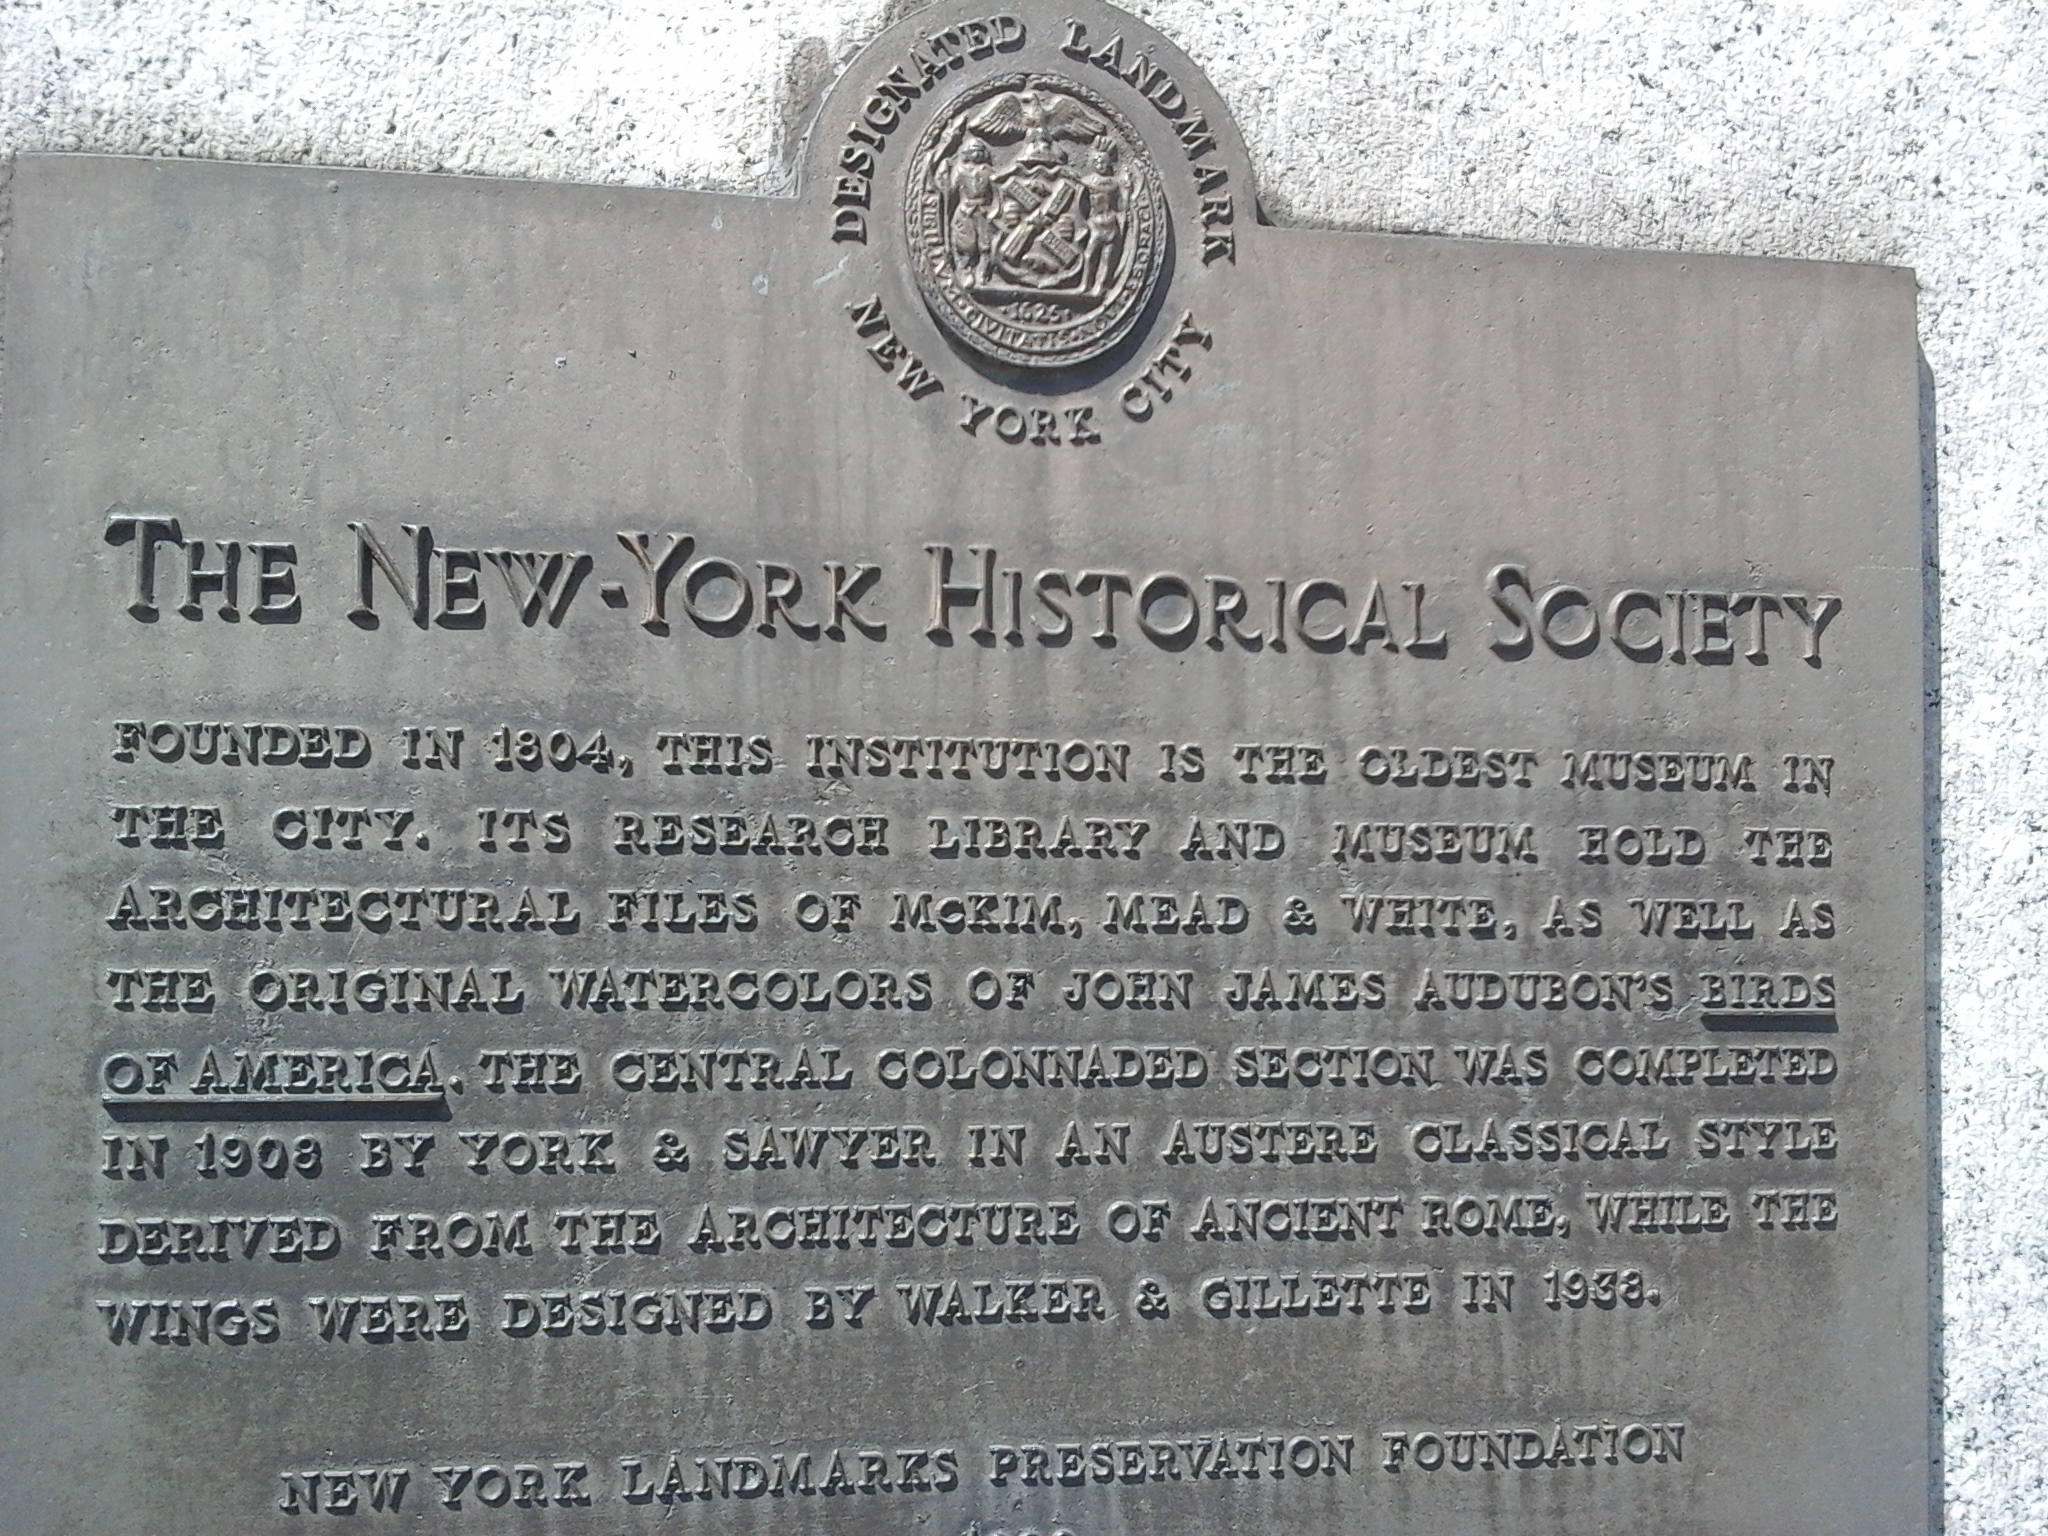 DESIGNATED LANDMARK
NEW YORK CITY
1625
THE NEW-YORK HISTORICAL SOCIETY
FOUNDED IN 1804, THIS INSTITUTION IS THE OLDEST MUSEUM IN
THE CITY. ITS RESEARCH LIBRARY AND MUSEUM HOLD THE
ARCHITECTURAL FILES OF McKIM, MEAD & WHITE, AS WELL AS
THE ORIGINAL WATERCOLORS OF JOHN JAMES AUDUBON'S BIRDS
OF AMERICA. THE CENTRAL COLONNADED SECTION WAS COMPLETED
IN 1908 BY YORK & SAWYER IN AN AUSTERE CLASSICAL STYLE
DERIVED FROM THE ARCHITECTURE OF ANCIENT ROME, WHILE THE
WINGS WERE DESIGNED BY WALKER & GILLETTE IN 1938.
NEW YORK LANDMARKS PRESERVATION FOUNDATION